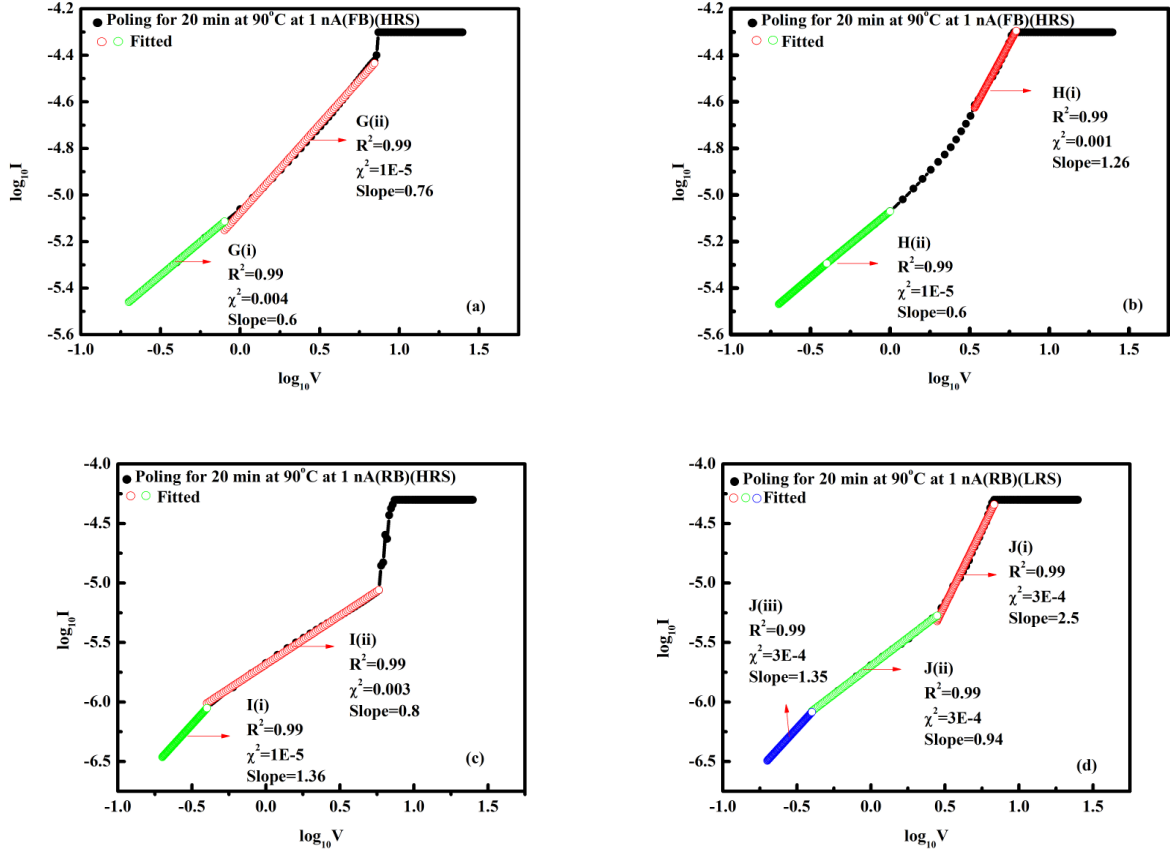 Poling for 20 min at 90°C at 1 nA(FB)(HRS)
Fitted
G(ii)
R²=0.99
χ²=1E-5
Slope=0.76
G(i)
R²=0.99
χ²=0.004
Slope=0.6
(a)
-4.2
-4.4
-4.6
-4.8
-5.0
-5.2
-5.4
-5.6
log₁₀I
-1.0 -0.5 0.0 0.5 1.0 1.5
log₁₀V
Poling for 20 min at 90°C at 1 nA(FB)(HRS)
Fitted
H(i)
R²=0.99
χ²=0.001
Slope=1.26
H(ii)
R²=0.99
χ²=1E-5
Slope=0.6
(b)
-4.2
-4.4
-4.6
-4.8
-5.0
-5.2
-5.4
-5.6
log₁₀I
-1.0 -0.5 0.0 0.5 1.0 1.5
log₁₀V
Poling for 20 min at 90°C at 1 nA(RB)(HRS)
Fitted
I(ii)
R²=0.99
χ²=0.003
Slope=0.8
I(i)
R²=0.99
χ²=1E-5
Slope=1.36
(c)
-4.0
-4.5
-5.0
-5.5
-6.0
-6.5
log₁₀I
-1.0 -0.5 0.0 0.5 1.0 1.5
log₁₀V
Poling for 20 min at 90°C at 1 nA(RB)(LRS)
Fitted
J(i)
R²=0.99
χ²=3E-4
Slope=2.5
J(iii)
R²=0.99
χ²=3E-4
Slope=1.35
J(ii)
R²=0.99
χ²=3E-4
Slope=0.94
(d)
-4.0
-4.5
-5.0
-5.5
-6.0
-6.5
log₁₀I
-1.0 -0.5 0.0 0.5 1.0 1.5
log₁₀V